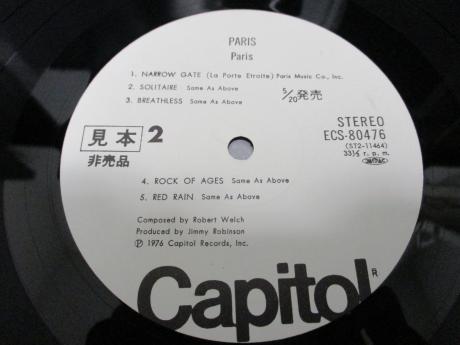 PARIS
Paris
1. NARROW GATE (La Porte Etroite) Paris Music Co., Inc.
2. SOLITAIRE Same As Above
3. BREATHLESS Same As Above
5/20発売
見本 2
非売品
STEREO
ECS-80476
(ST2-11464)
33⅓ r. p. m.
4. ROCK OF AGES Same As Above
5. RED RAIN Same As Above
Composed by Robert Welch
Produced by Jimmy Robinson
Ⓟ 1976 Capitol Records, Inc.
Capitol